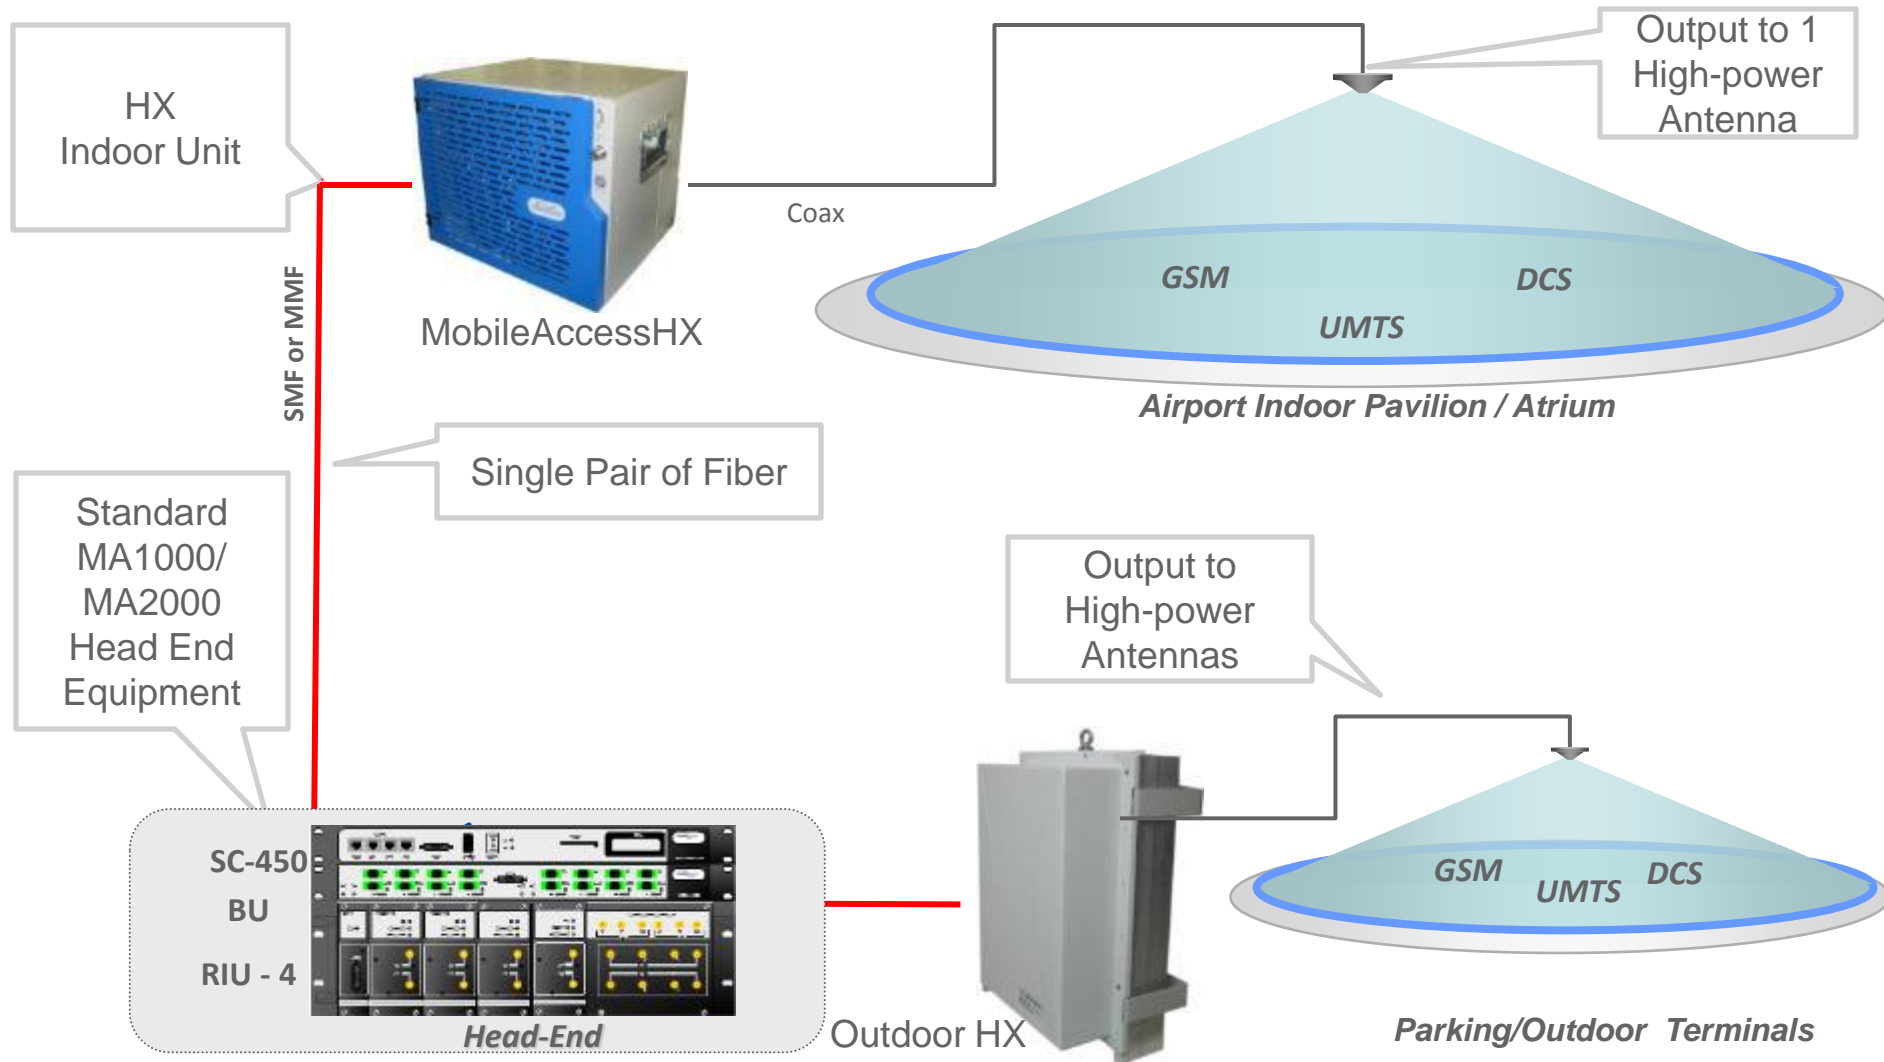 HX
Indoor Unit
Output to 1
High-power
Antenna
Coax
GSM
DCS
UMTS
MobileAccessHX
SMF or MMF
Airport Indoor Pavilion / Atrium
Single Pair of Fiber
Standard
MA1000/
MA2000
Head End
Equipment
Output to
High-power
Antennas
SC-450
BU
RIU - 4
Head-End
Outdoor HX
GSM
DCS
UMTS
Parking/Outdoor Terminals